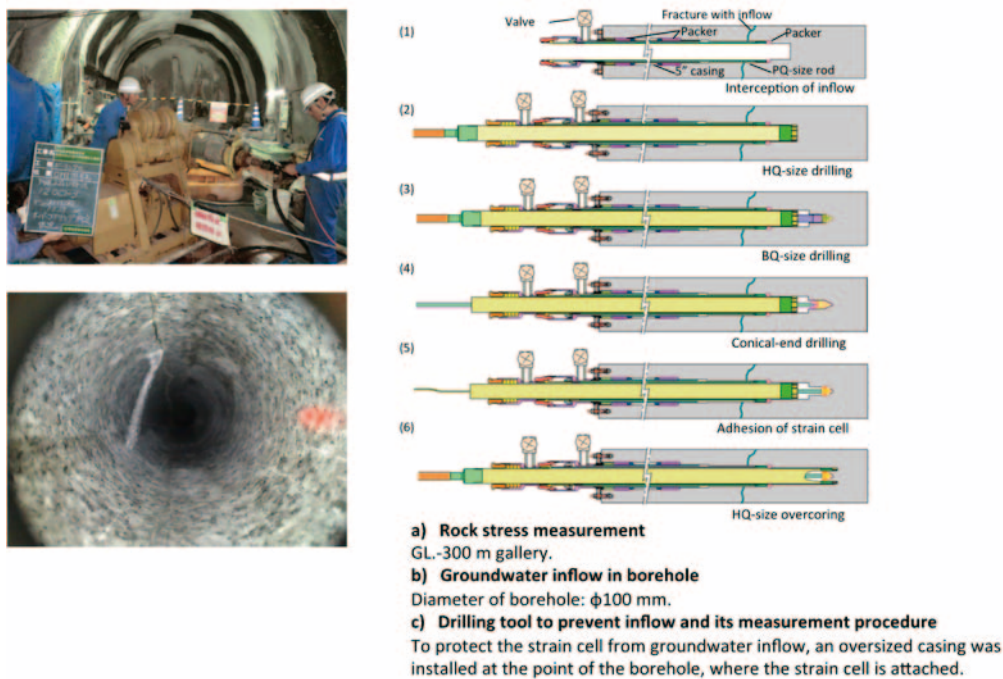 Valve
Fracture with inflow
(1)
Packer
Packer
5" casing
PQ-size rod
Interception of inflow
(2)
HQ-size drilling
(3)
BQ-size drilling
(4)
Conical-end drilling
(5)
Adhesion of strain cell
(6)
HQ-size overcoring
a) Rock stress measurement
GL.-300 m gallery.
b) Groundwater inflow in borehole
Diameter of borehole: ϕ100 mm.
c) Drilling tool to prevent inflow and its measurement procedure
To protect the strain cell from groundwater inflow, an oversized casing was
installed at the point of the borehole, where the strain cell is attached.